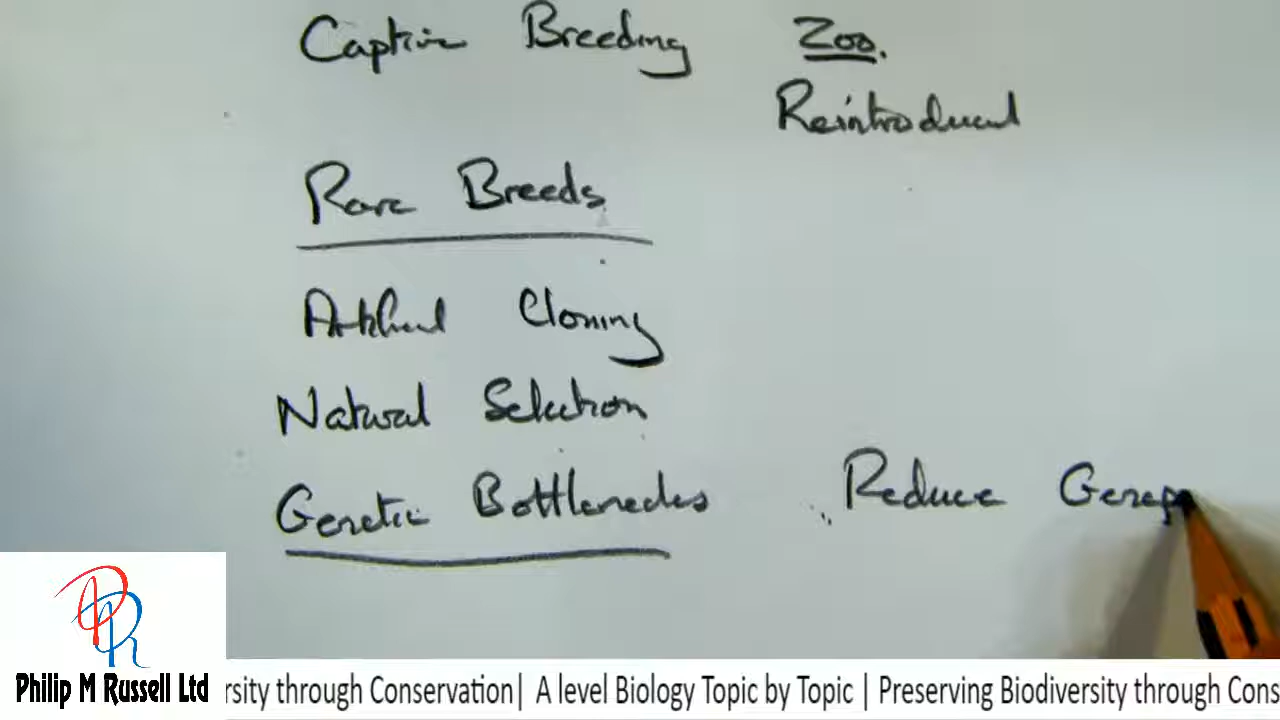 Captive Breeding Zoo.
Reintroduced
Rare Breeds
Artificial Cloning
Natural Selection
Genetic Bottlenecks Reduce Genep
Philip M Russell Ltd
rsity through Conservation| A level Biology Topic by Topic | Preserving Biodiversity through Cons